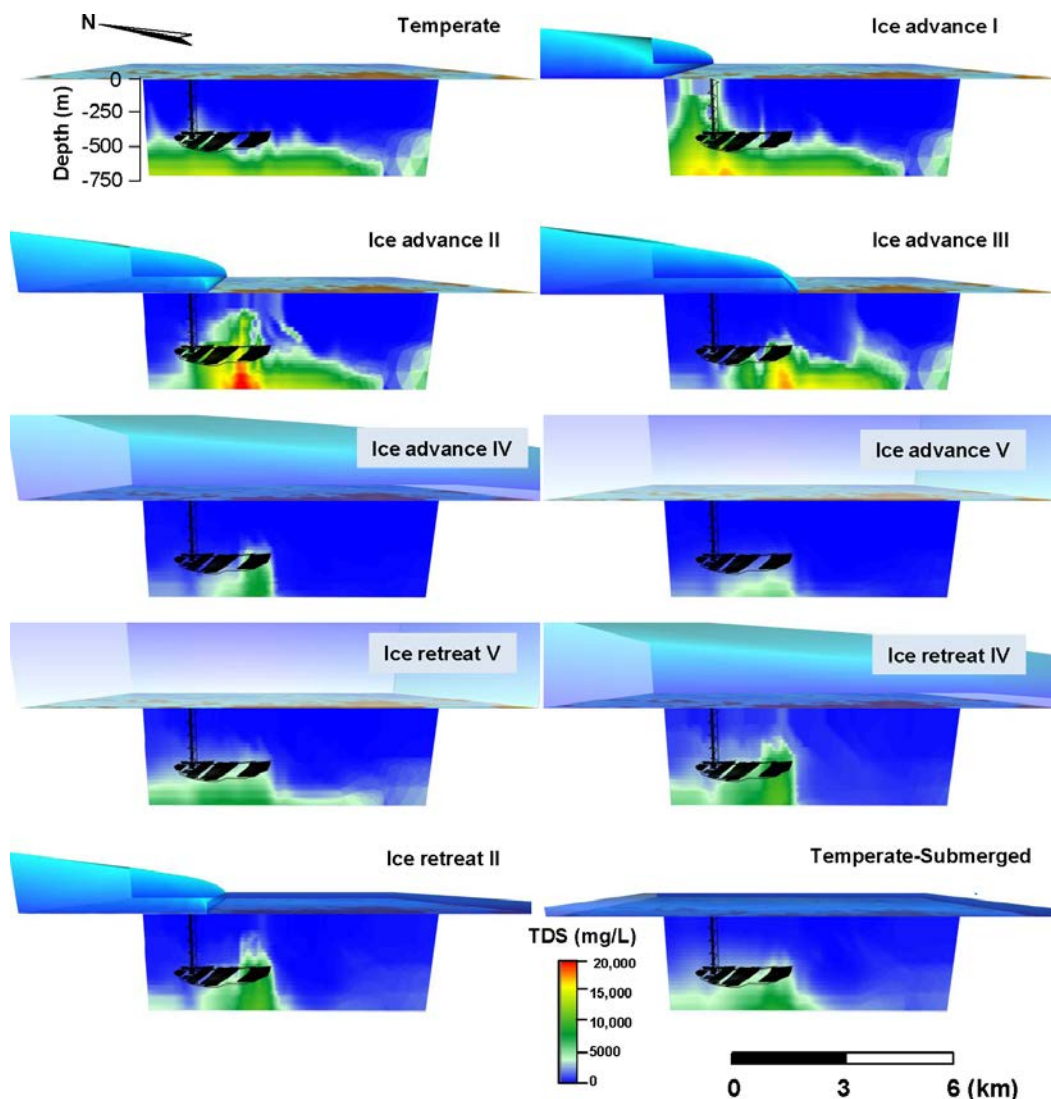 N
Temperate
Ice advance I
Depth (m)
0
-250
-500
-750
Ice advance II
Ice advance III
Ice advance IV
Ice advance V
Ice retreat V
Ice retreat IV
Ice retreat II
Temperate-Submerged
TDS (mg/L)
20,000
15,000
10,000
5000
0
0 3 6 (km)